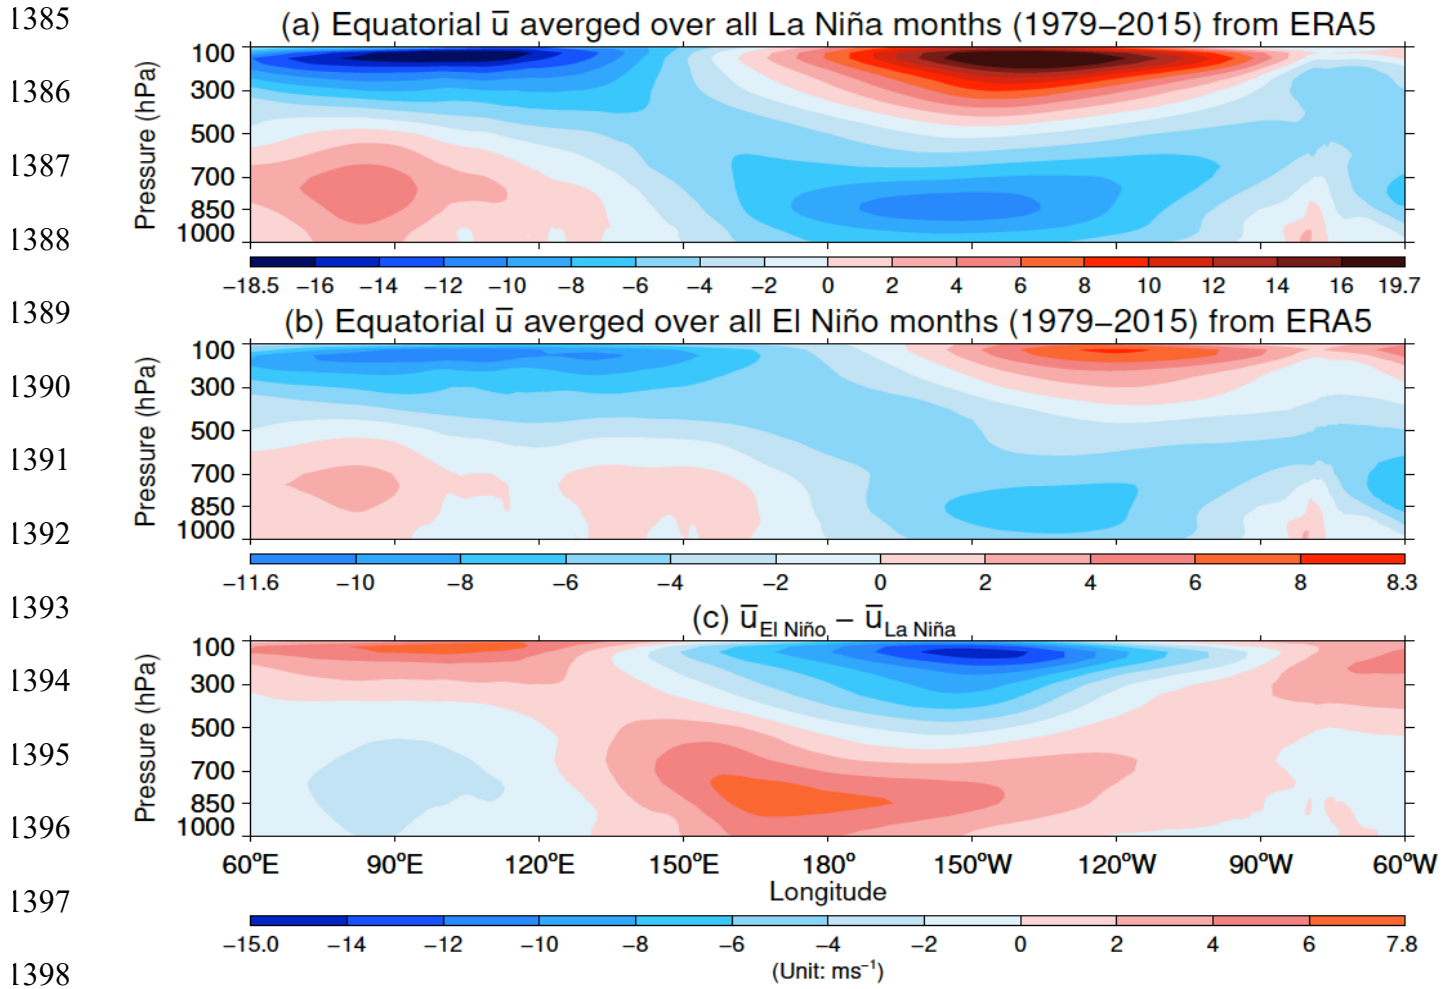 1385
(a) Equatorial u̅ averged over all La Niña months (1979−2015) from ERA5
100
1386
300
500
1387
700
850
1388
1000
Pressure (hPa)
−18.5 −16 −14 −12 −10 −8 −6 −4 −2 0 2 4 6 8 10 12 14 16 19.7
1389
(b) Equatorial u̅ averged over all El Niño months (1979−2015) from ERA5
100
1390
300
500
1391
700
850
1392
1000
Pressure (hPa)
−11.6 −10 −8 −6 −4 −2 0 2 4 6 8 8.3
1393
(c) u̅El Niño − u̅La Niña
100
1394
300
500
1395
700
850
1396
1000
Pressure (hPa)
60°E 90°E 120°E 150°E 180° 150°W 120°W 90°W 60°W
Longitude
1397
−15.0 −14 −12 −10 −8 −6 −4 −2 0 2 4 6 7.8
(Unit: ms⁻¹)
1398